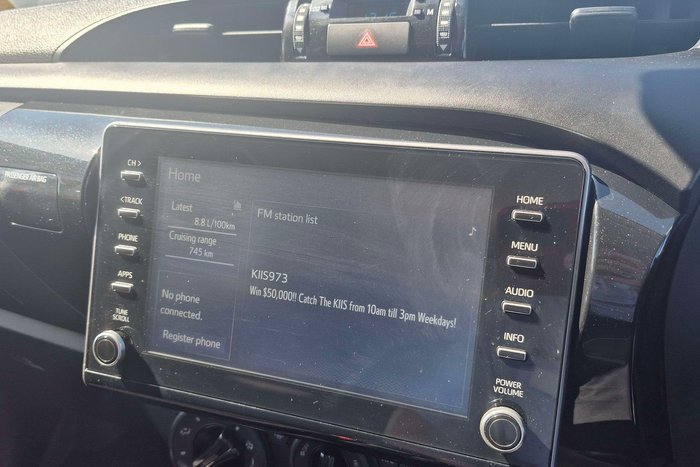 PASSENGER AIRBAG
CH >
< TRACK
PHONE
APPS
TUNE
SCROLL
Home
Latest
8.8 L/100km
Cruising range
745 km
No phone
connected.
Register phone
FM station list
KIIS973
Win $50,000!! Catch The KIIS from 10am till 3pm Weekdays!
HOME
MENU
AUDIO
INFO
POWER
VOLUME